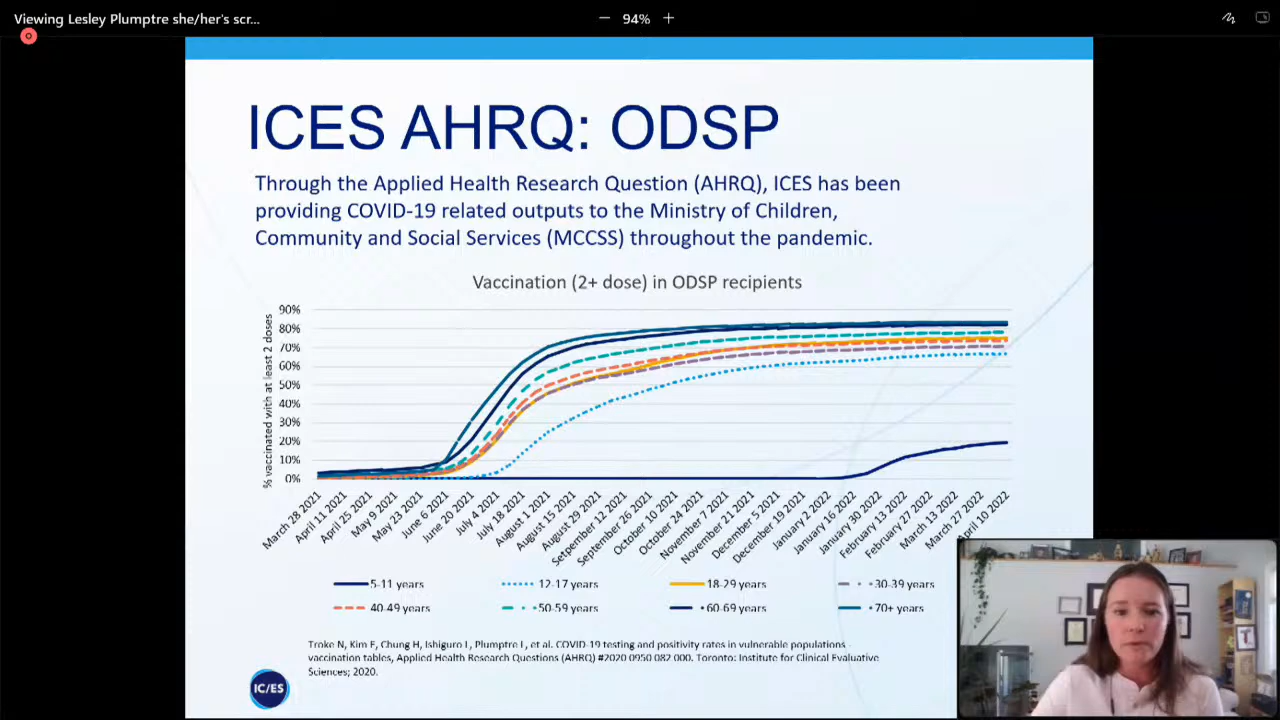 Viewing Lesley Plumptre she/her's scr...
94%
ICES AHRQ: ODSP
Through the Applied Health Research Question (AHRQ), ICES has been
providing COVID-19 related outputs to the Ministry of Children,
Community and Social Services (MCCSS) throughout the pandemic.
Vaccination (2+ dose) in ODSP recipients
% vaccinated with at least 2 doses
90%
80%
70%
60%
50%
40%
30%
20%
10%
0%
March 28 2021
April 11 2021
April 25 2021
May 9 2021
May 23 2021
June 6 2021
June 20 2021
July 4 2021
July 18 2021
August 1 2021
August 15 2021
August 29 2021
Setptember 12 2021
September 26 2021
October 10 2021
October 24 2021
November 7 2021
November 21 2021
December 5 2021
December 19 2021
January 2 2022
January 16 2022
January 30 2022
February 13 2022
February 27 2022
March 13 2022
March 27 2022
April 10 2022
5-11 years
12-17 years
18-29 years
30-39 years
40-49 years
50-59 years
60-69 years
70+ years
Troke N, Kim F, Chung H, Ishiguro L, Plumptre L, et al. COVID-19 testing and positivity rates in vulnerable populations -
vaccination tables, Applied Health Research Questions (AHRQ) #2020 0950 082 000. Toronto: Institute for Clinical Evaluative
Sciences; 2020.
IC/ES